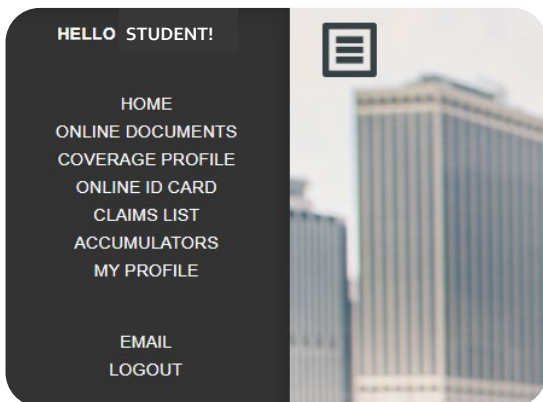 HELLO STUDENT!
HOME
ONLINE DOCUMENTS
COVERAGE PROFILE
ONLINE ID CARD
CLAIMS LIST
ACCUMULATORS
MY PROFILE
EMAIL
LOGOUT